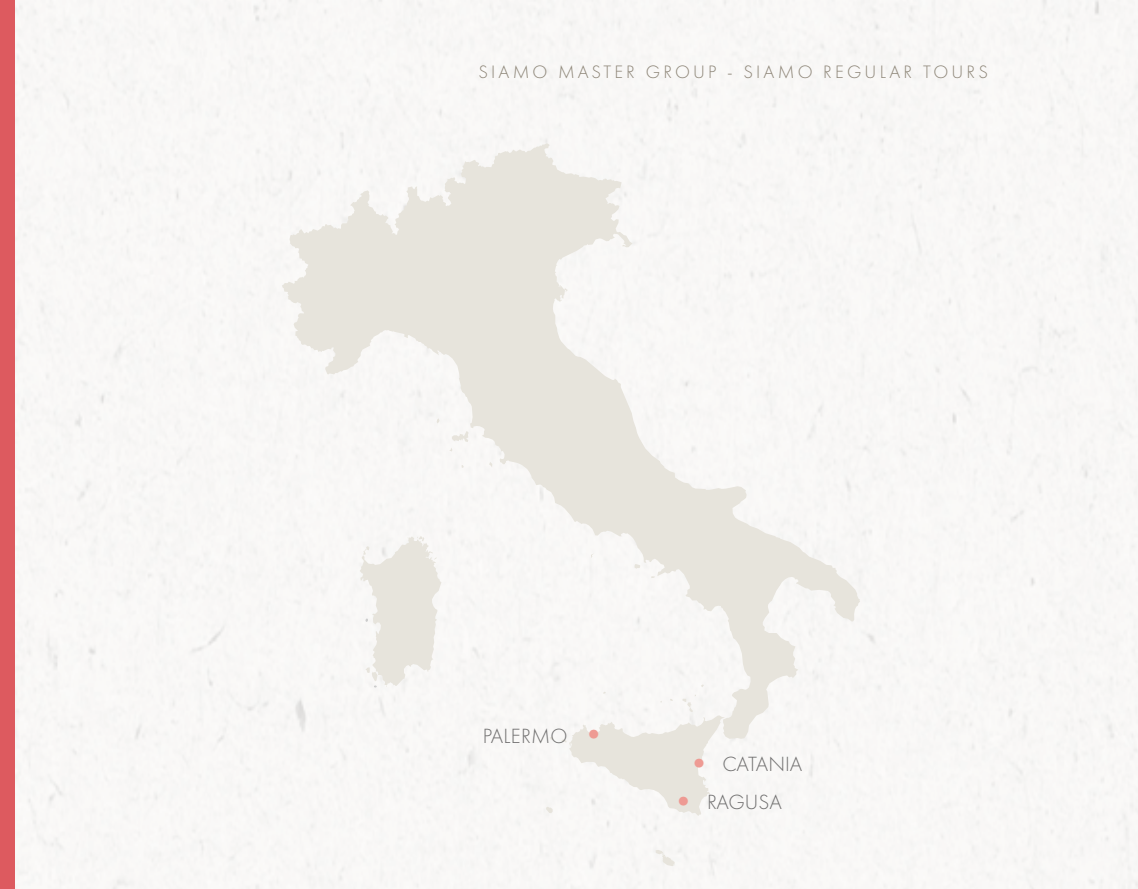 SIAMO MASTER GROUP - SIAMO REGULAR TOURS
PALERMO
CATANIA
RAGUSA